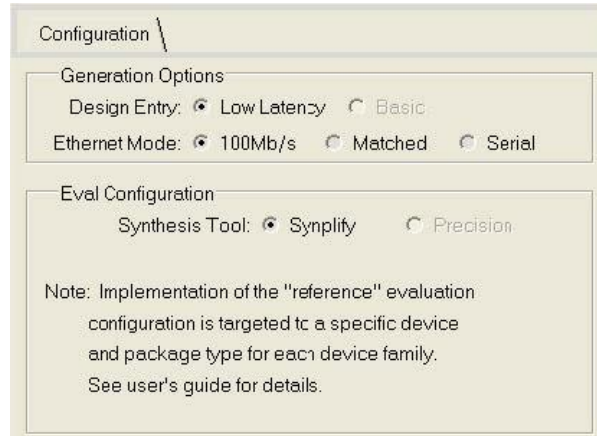 Configuration
Generation Options
Design Entry: Low Latency Basic
Ethernet Mode: 100Mb/s Matched Serial
Eval Configuration
Synthesis Tool: Synplify Precision
Note: Implementation of the "reference" evaluation
configuration is targeted to a specific device
and package type for each device family.
See user's guide for details.